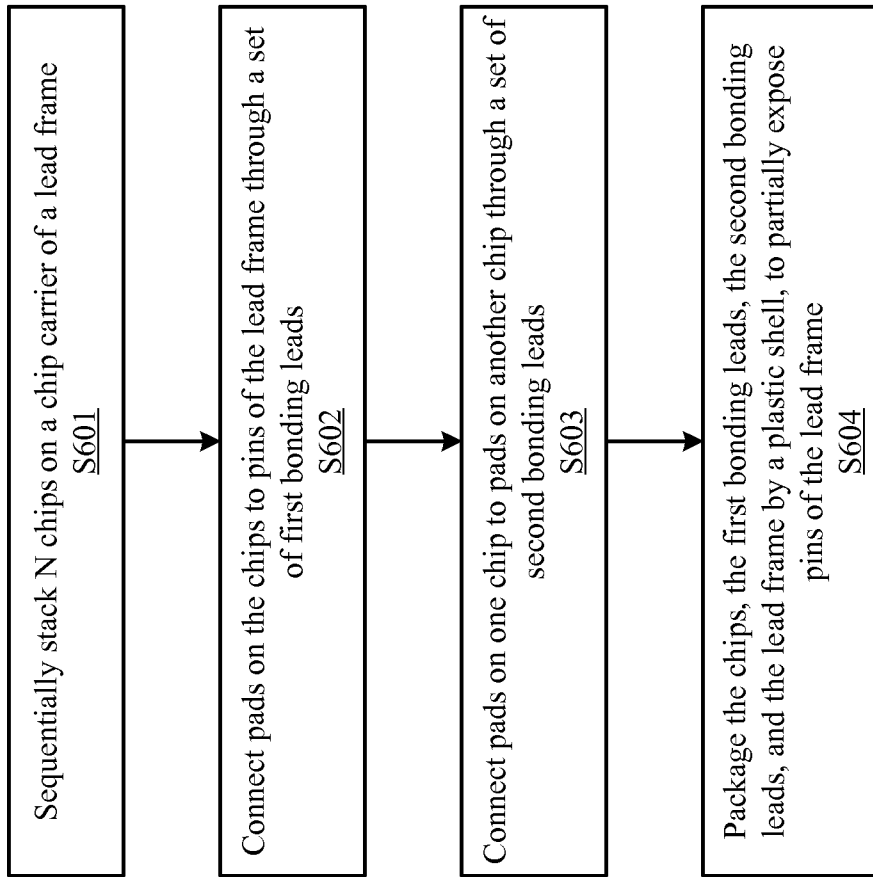 Sequentially stack N chips on a chip carrier of a lead frame
S601
Connect pads on the chips to pins of the lead frame through a set
of first bonding leads
S602
Connect pads on one chip to pads on another chip through a set of
second bonding leads
S603
Package the chips, the first bonding leads, the second bonding
leads, and the lead frame by a plastic shell, to partially expose
pins of the lead frame
S604